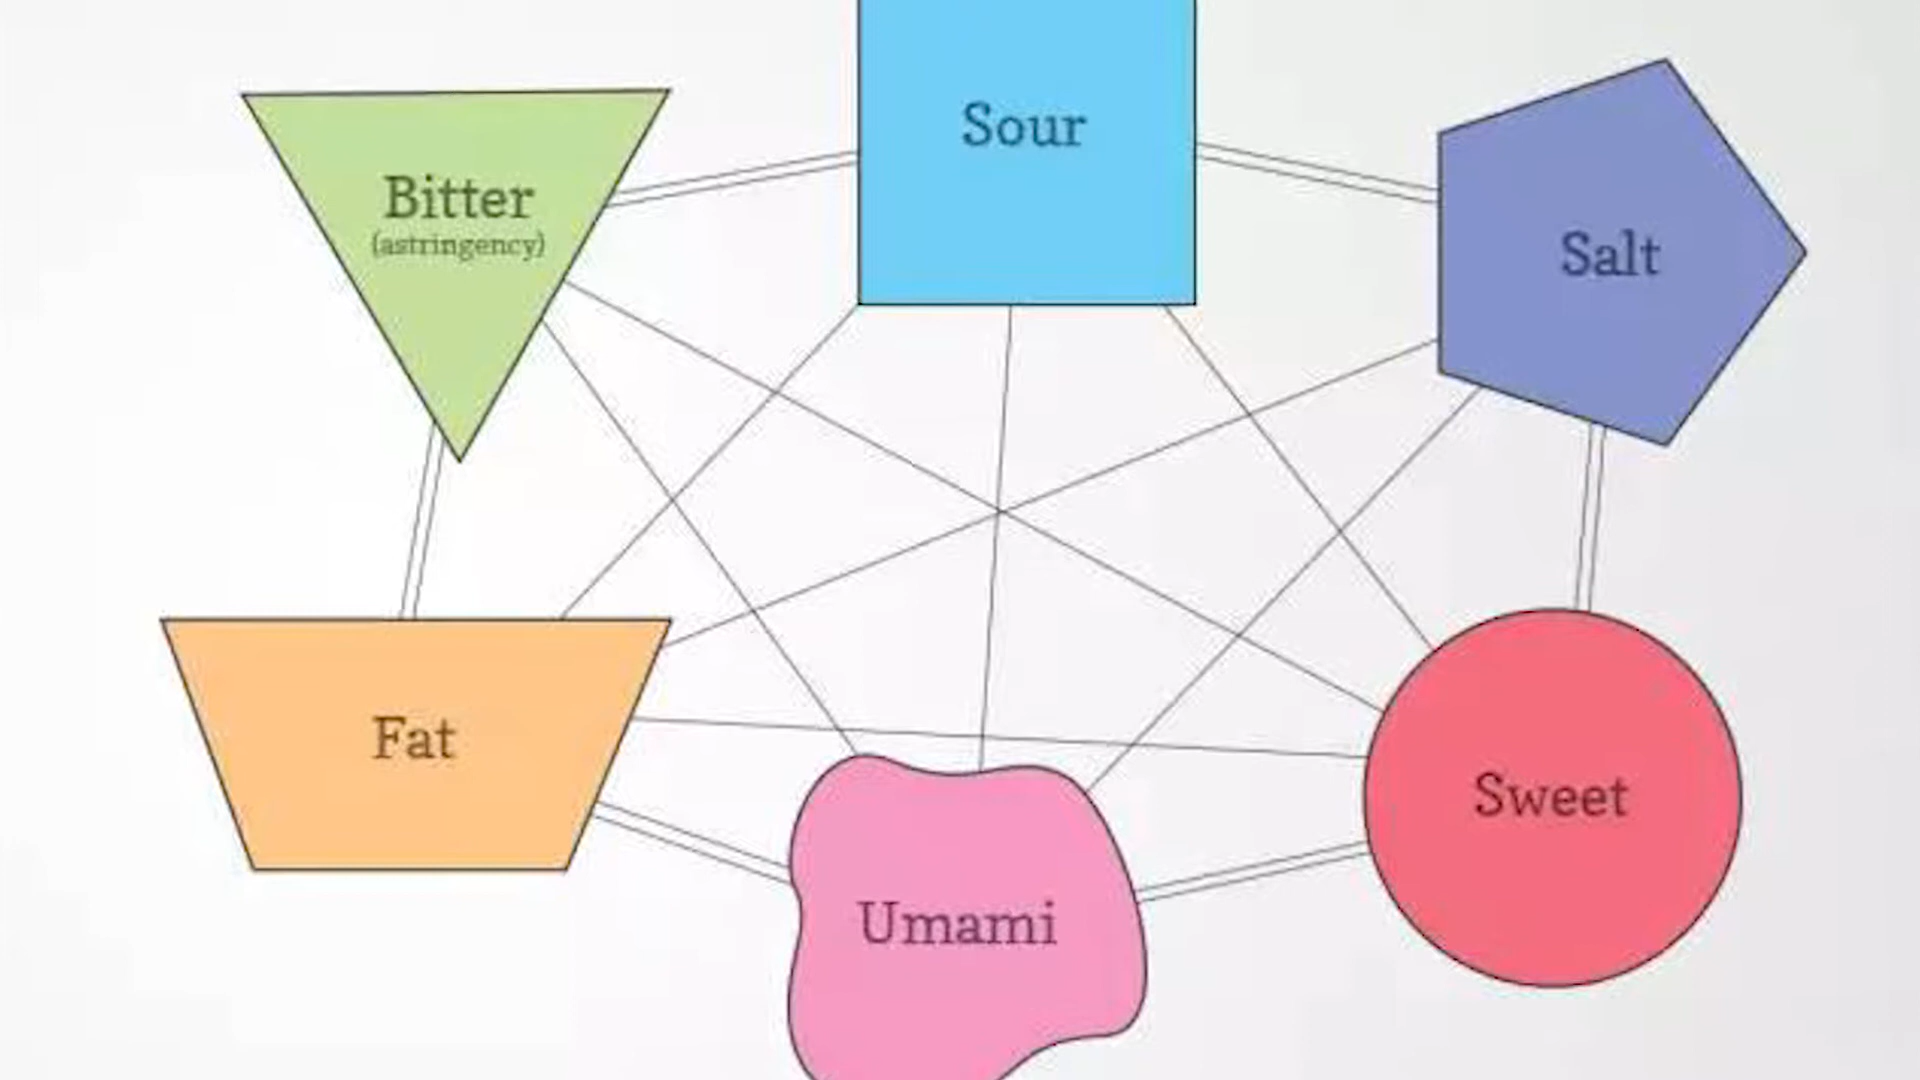 Sour
Bitter
(astringency)
Salt
Fat
Sweet
Umami